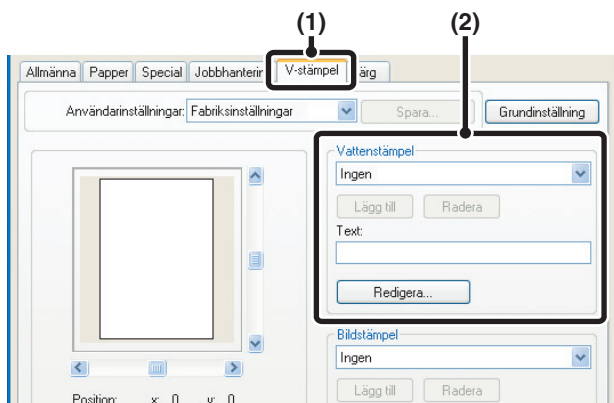 (1) (2)
Allmänna Papper Special Jobbhanterin V-stämpel ärg
Användarinställningar: Fabriksinställningar Spara... Grundinställning
Vattenstämpel
Ingen
Lägg till Radera
Text:
Redigera...
Bildstämpel
Ingen
Lägg till Radera
Position: x: 0 y: 0